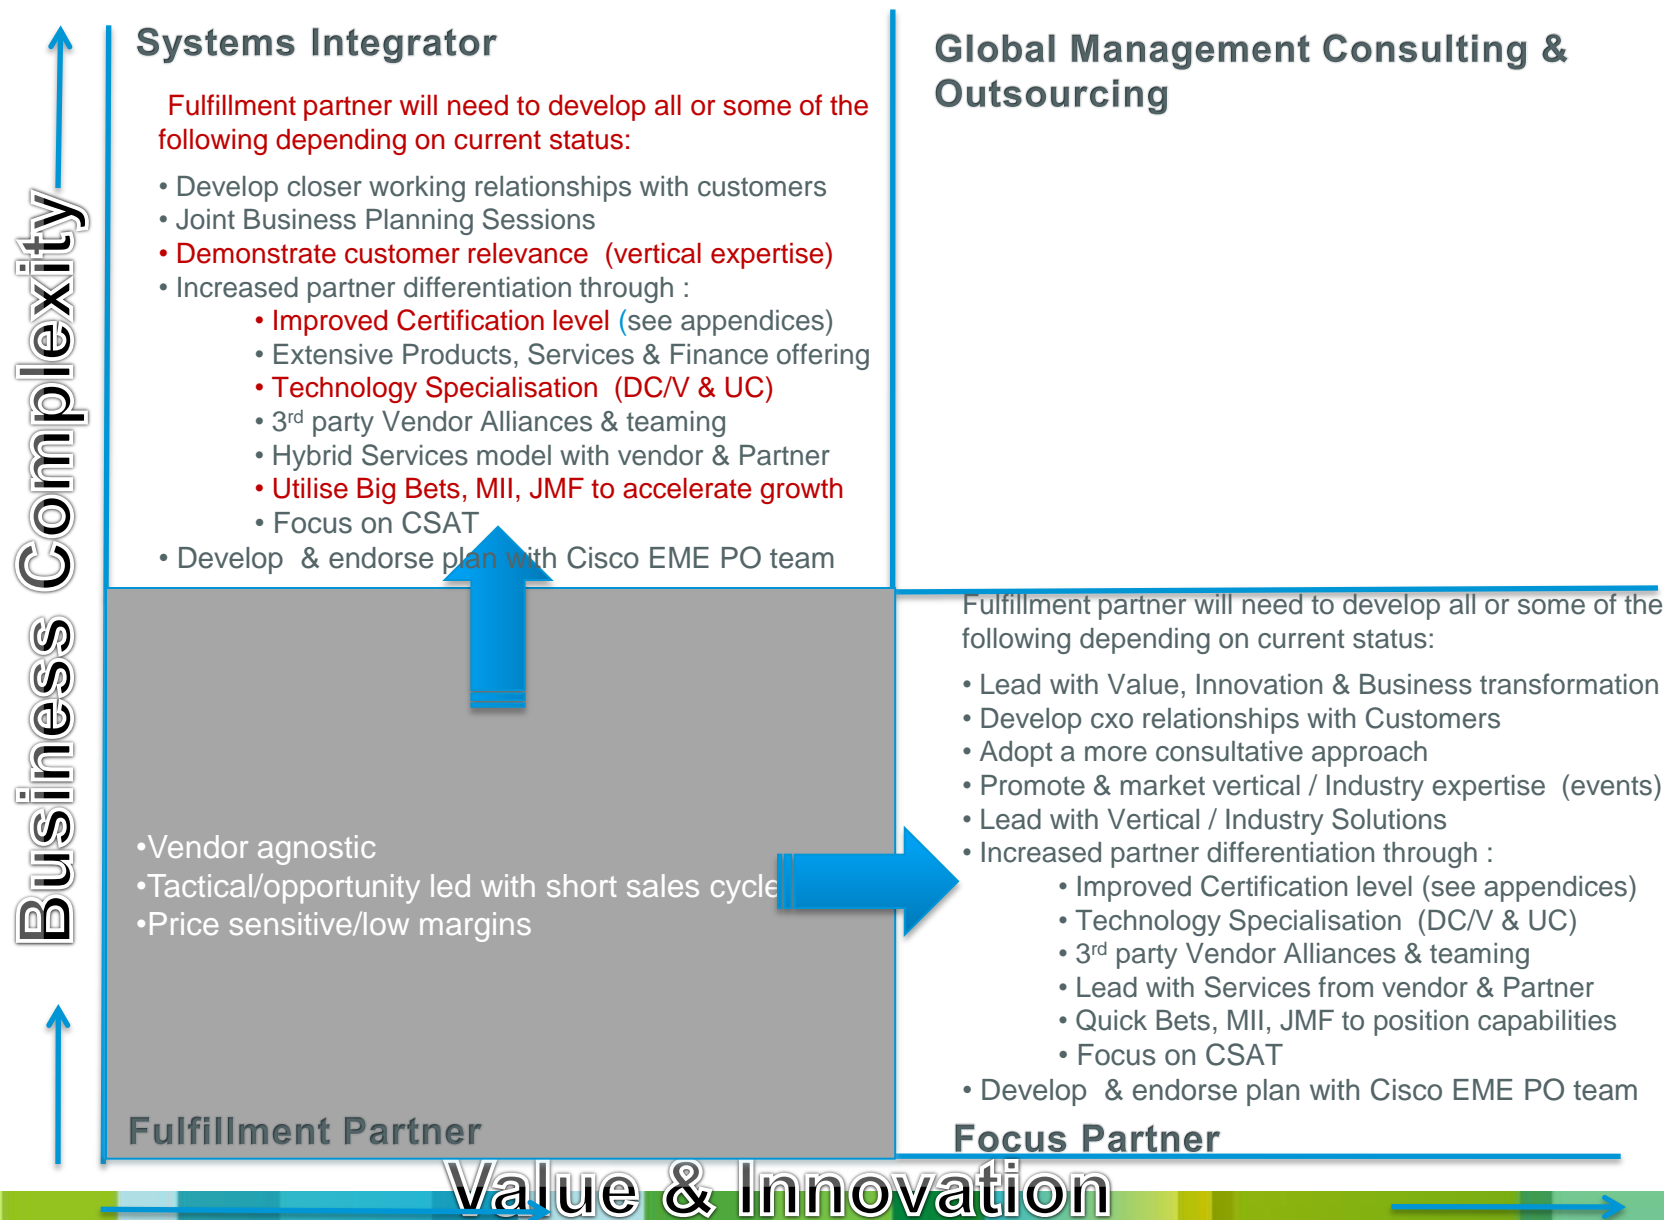 Systems Integrator
Fulfillment partner will need to develop all or some of the
following depending on current status:
• Develop closer working relationships with customers
• Joint Business Planning Sessions
• Demonstrate customer relevance (vertical expertise)
• Increased partner differentiation through :
• Improved Certification level (see appendices)
• Extensive Products, Services & Finance offering
• Technology Specialisation (DC/V & UC)
• 3rd party Vendor Alliances & teaming
• Hybrid Services model with vendor & Partner
• Utilise Big Bets, MII, JMF to accelerate growth
• Focus on CSAT
• Develop & endorse plan with Cisco EME PO team
Global Management Consulting &
Outsourcing
Business Complexity
•Vendor agnostic
•Tactical/opportunity led with short sales cycle
•Price sensitive/low margins
Fulfillment Partner
Fulfillment partner will need to develop all or some of the
following depending on current status:
• Lead with Value, Innovation & Business transformation
• Develop cxo relationships with Customers
• Adopt a more consultative approach
• Promote & market vertical / Industry expertise (events)
• Lead with Vertical / Industry Solutions
• Increased partner differentiation through :
• Improved Certification level (see appendices)
• Technology Specialisation (DC/V & UC)
• 3rd party Vendor Alliances & teaming
• Lead with Services from vendor & Partner
• Quick Bets, MII, JMF to position capabilities
• Focus on CSAT
• Develop & endorse plan with Cisco EME PO team
Focus Partner
Value & Innovation